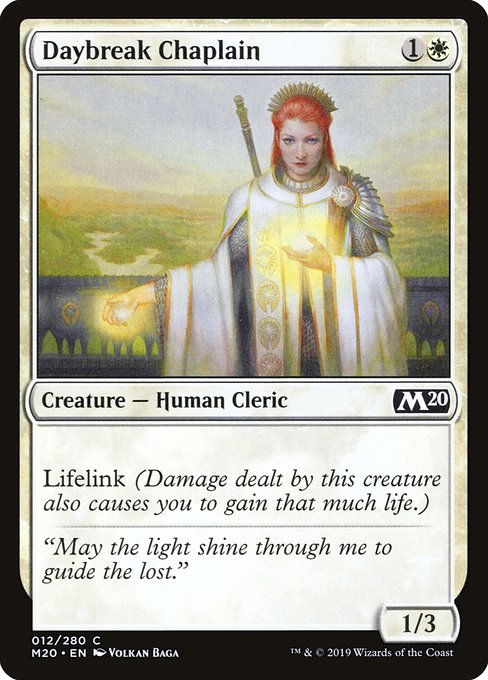 Daybreak Chaplain 1
Creature — Human Cleric M20
Lifelink (Damage dealt by this creature
also causes you to gain that much life.)
“May the light shine through me to
guide the lost.”
1/3
012/280 C
M20 • EN Volkan Baga ™ & © 2019 Wizards of the Coast